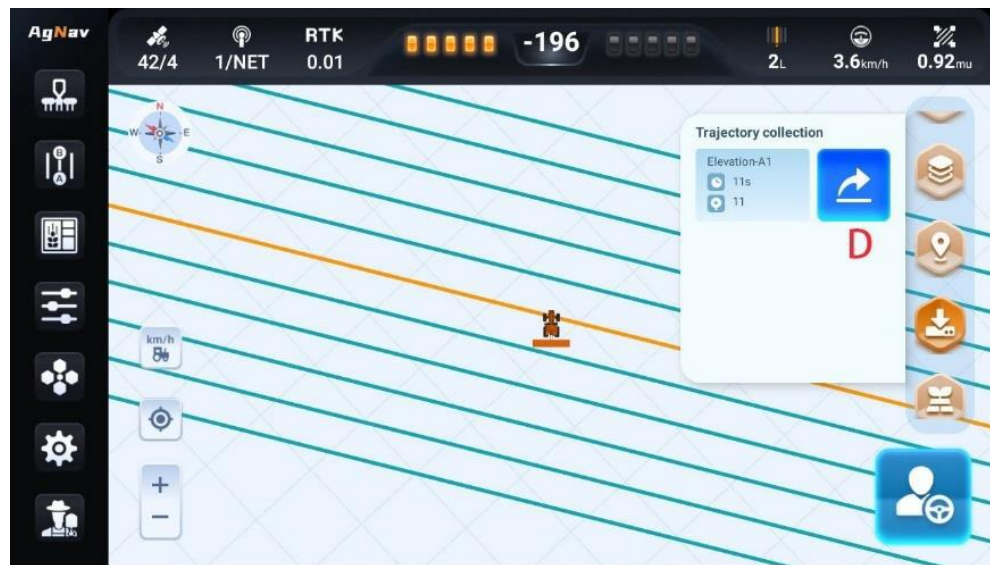 AgNav
42/4
1/NET
RTK
0.01
-196
2L
3.6km/h
0.92mu
N
W
E
S
B
A
Trajectory collection
Elevation-A1
11s
11
D
km/h
+
−